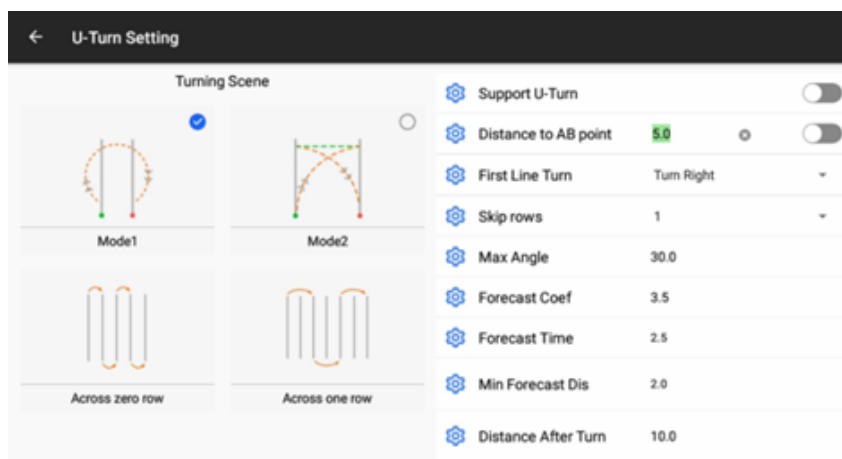 U-Turn Setting
Turning Scene
Mode1
Mode2
Across zero row
Across one row
Support U-Turn
Distance to AB point 5.0
First Line Turn Turn Right
Skip rows 1
Max Angle 30.0
Forecast Coef 3.5
Forecast Time 2.5
Min Forecast Dis 2.0
Distance After Turn 10.0